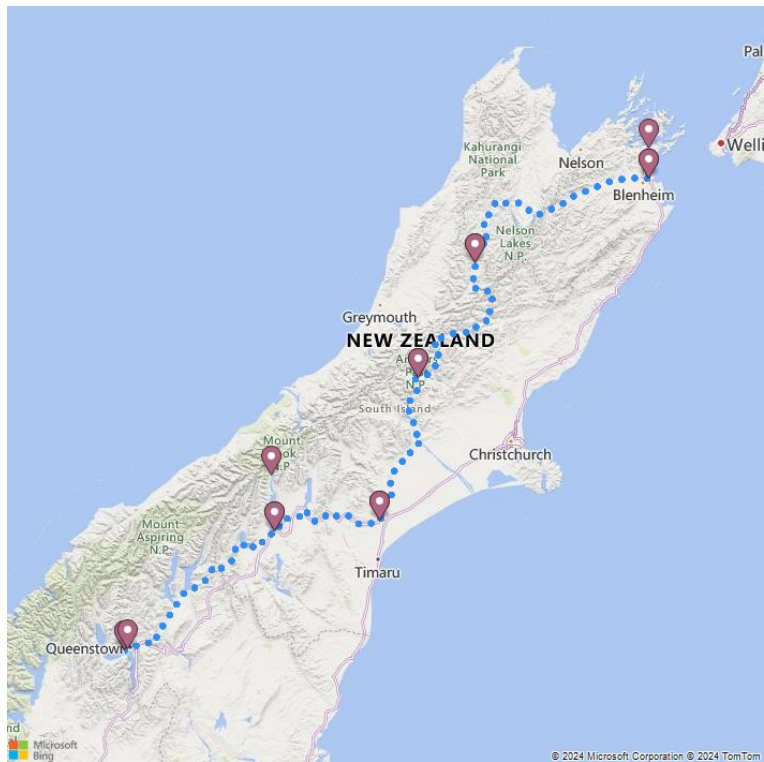 Pal
Kahurangi
National
Park
Nelson
Welli
Blenheim
Nelson
Lakes
N.P.
Greymouth
NEW ZEALAND
N.P.
South Island
Mount
N.P.
Christchurch
Mount
Aspiring
N.P.
Timaru
Queenstown
nd
Microsoft
Bing
© 2024 Microsoft Corporation © 2024 TomTom